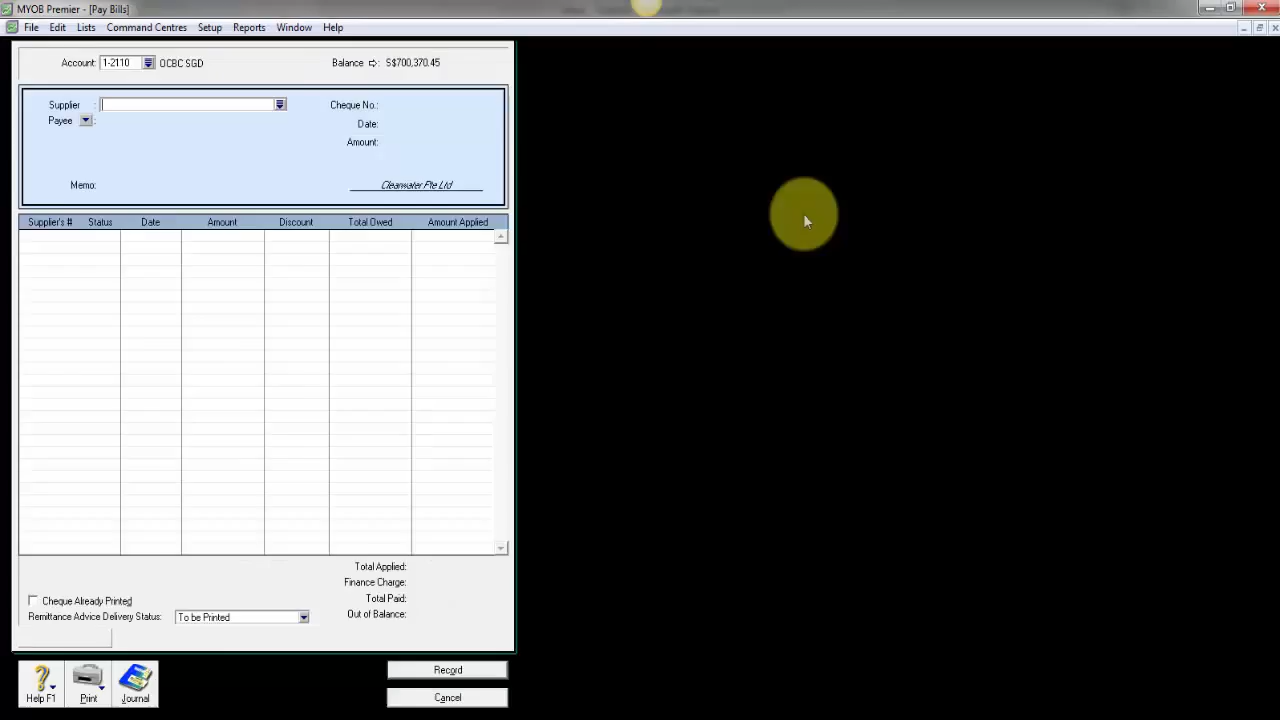 MYOB Premier - [Pay Bills]
File Edit Lists Command Centres Setup Reports Window Help
Account: 1-2110 OCBC SGD Balance ⇨: S$700,370.45
Supplier : Cheque No.:
Payee : Date:
Amount:
Memo: Clearwater Pte Ltd
Supplier's # Status Date Amount Discount Total Owed Amount Applied
Total Applied:
Finance Charge:
Cheque Already Printed Total Paid:
Remittance Advice Delivery Status: To be Printed Out of Balance:
Help F1 Print Journal Record
Cancel